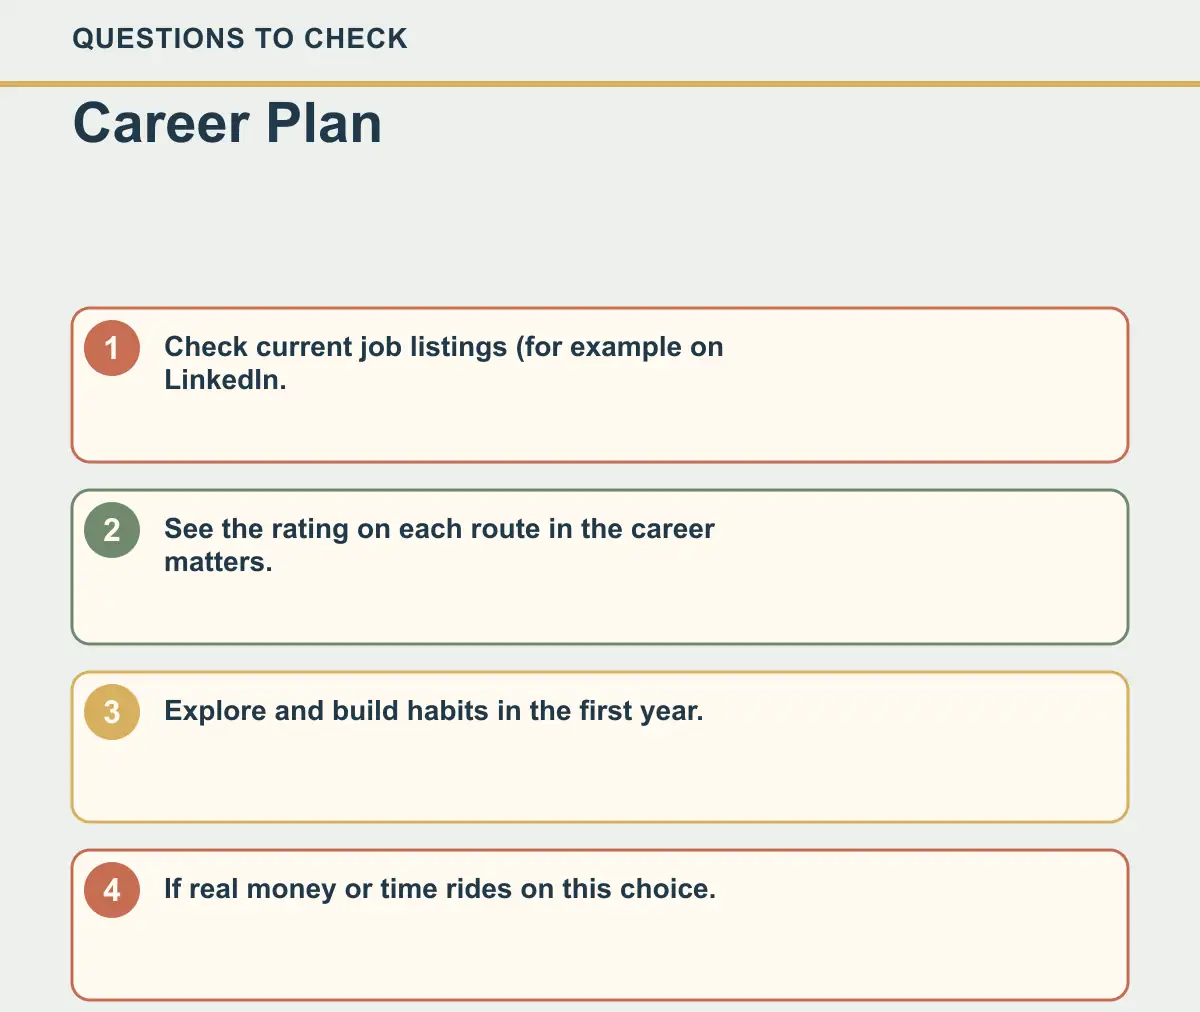 QUESTIONS TO CHECK
Career Plan
1
Check current job listings (for example on
LinkedIn.
2
See the rating on each route in the career
matters.
3
Explore and build habits in the first year.
4
If real money or time rides on this choice.